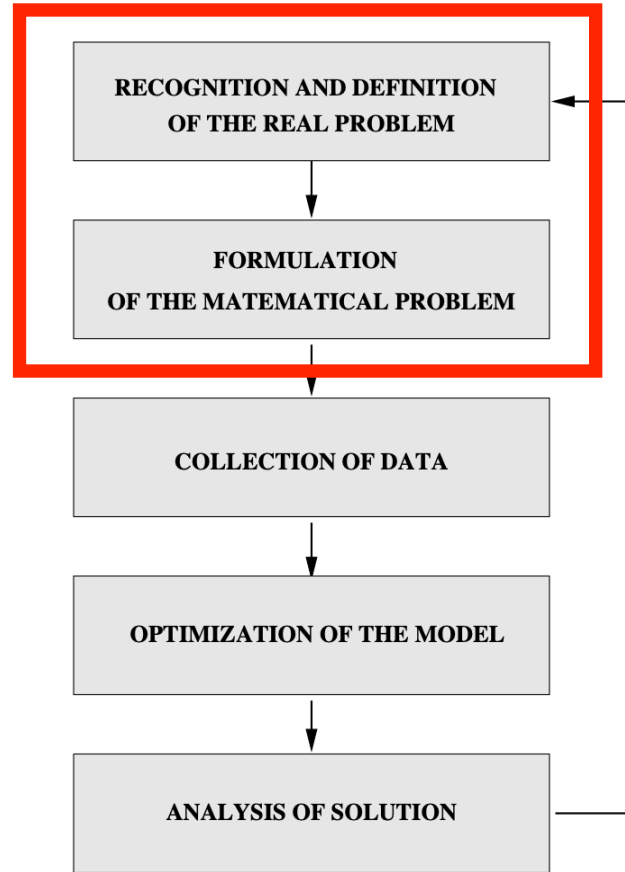 RECOGNITION AND DEFINITION
OF THE REAL PROBLEM
FORMULATION
OF THE MATEMATICAL PROBLEM
COLLECTION OF DATA
OPTIMIZATION OF THE MODEL
ANALYSIS OF SOLUTION